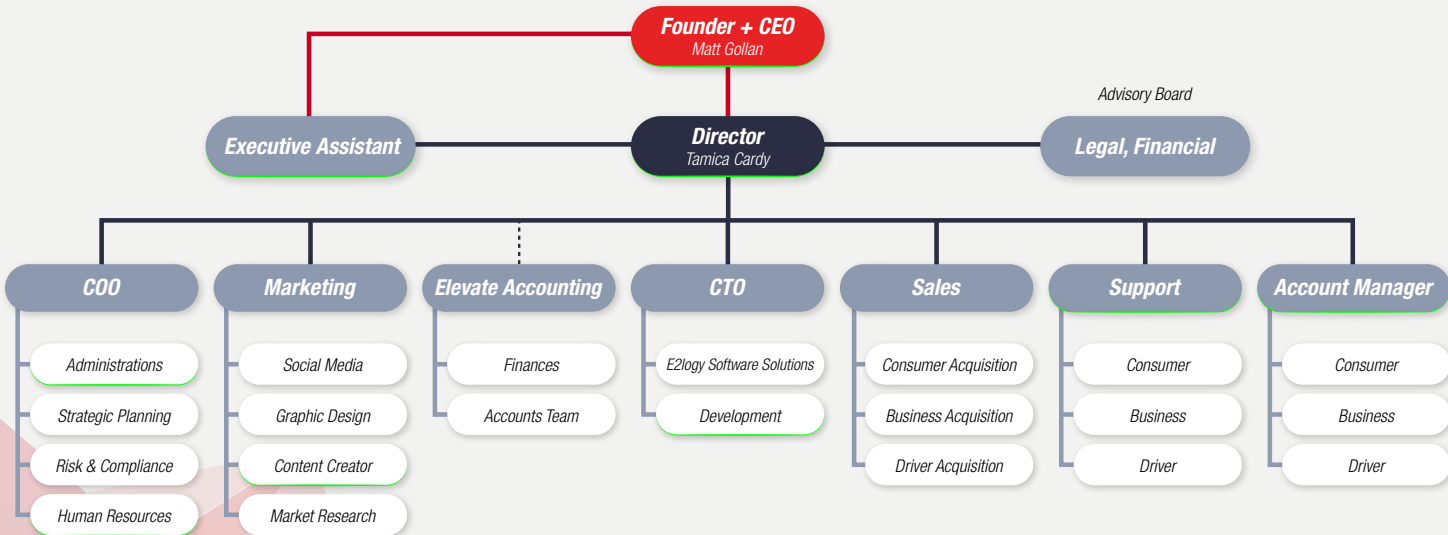 Founder + CEO
Matt Gollan
Advisory Board
Executive Assistant
Director
Tamica Cardy
Legal, Financial
COO
Marketing
Elevate Accounting
CTO
Sales
Support
Account Manager
Administrations
Social Media
Finances
E2logy Software Solutions
Consumer Acquisition
Consumer
Consumer
Strategic Planning
Graphic Design
Accounts Team
Development
Business Acquisition
Business
Business
Risk & Compliance
Content Creator
Driver Acquisition
Driver
Driver
Human Resources
Market Research